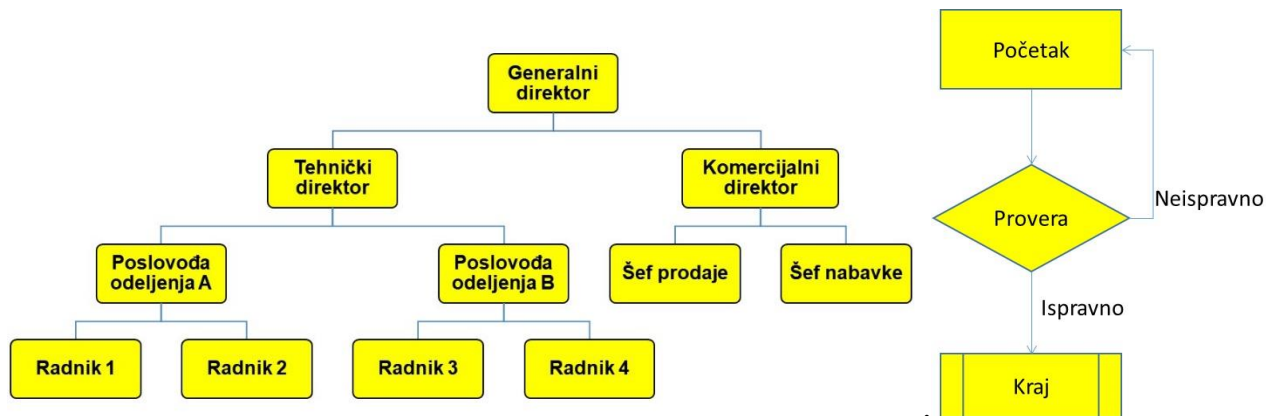 Generalni
direktor
Tehnički
direktor
Komercijalni
direktor
Poslovođa
odeljenja A
Poslovođa
odeljenja B
Šef prodaje
Šef nabavke
Radnik 1
Radnik 2
Radnik 3
Radnik 4
Početak
Provera
Neispravno
Ispravno
Kraj